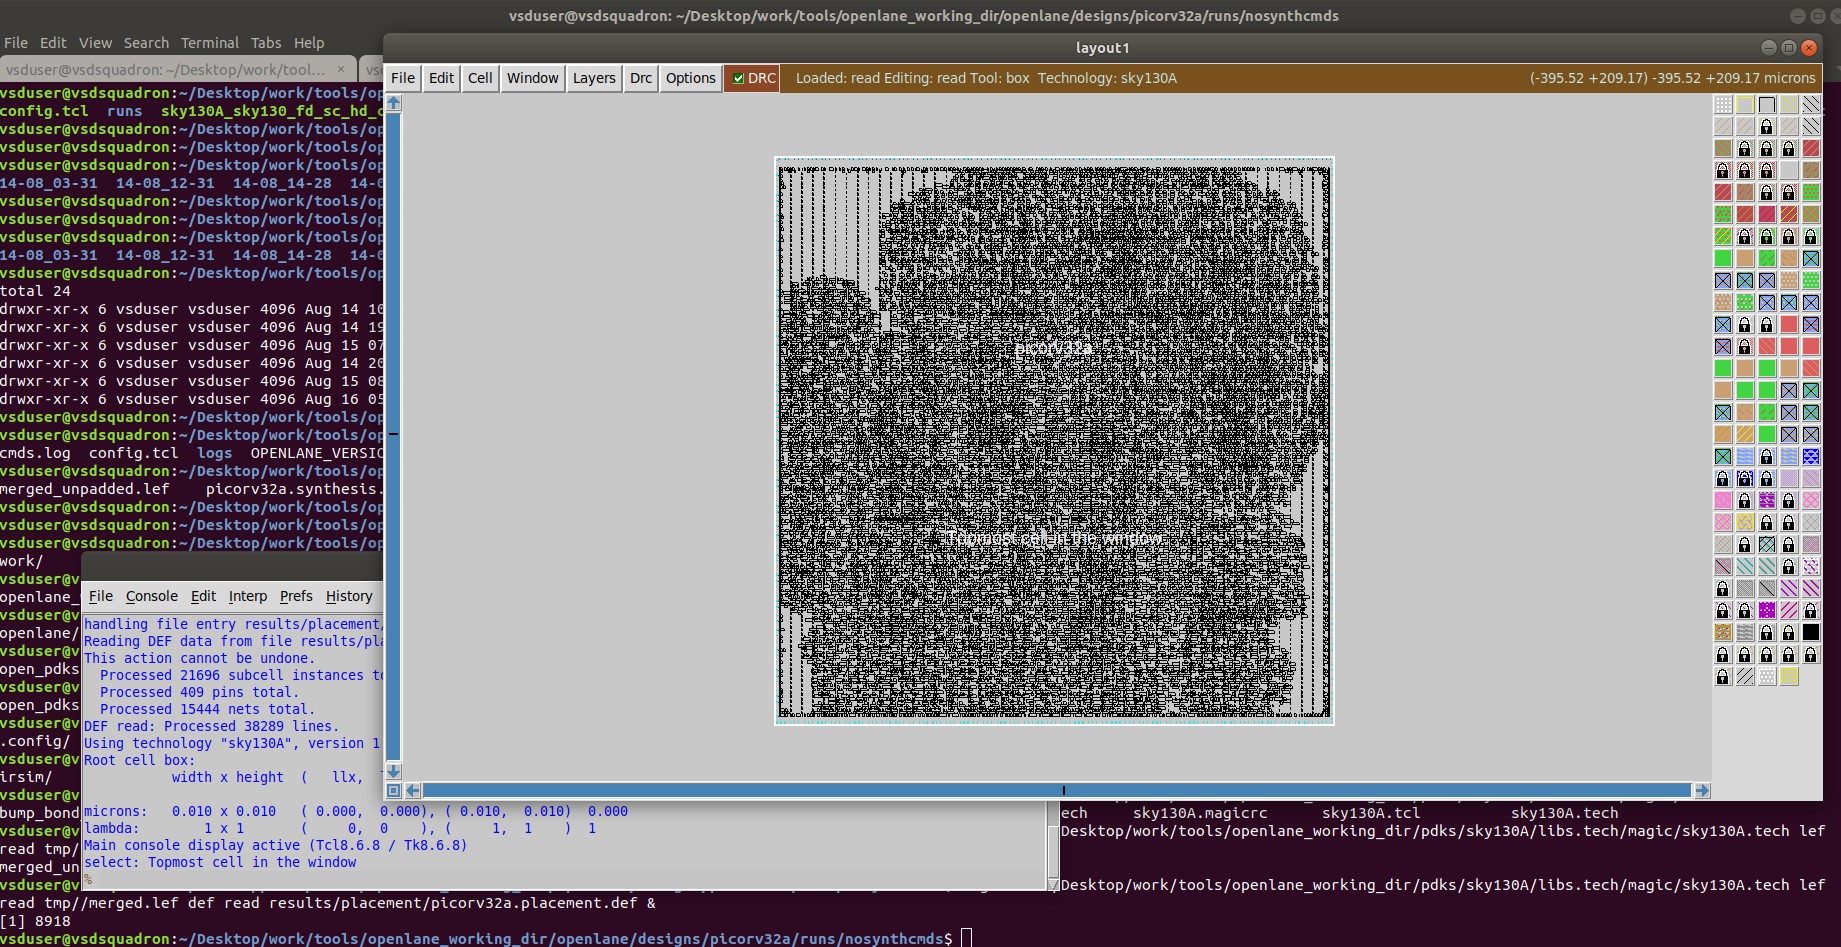 vsduser@vsdsquadron: ~/Desktop/work/tools/openlane_working_dir/openlane/designs/picorv32a/runs/nosynthcmds
File Edit View Search Terminal Tabs Help
vsduser@vsdsquadron: ~/Desktop/work/tool... ×
vs
vsduser@vsdsquadron:~/Desktop/work/tools/op
config.tcl runs sky130A_sky130_fd_sc_hd_c
vsduser@vsdsquadron:~/Desktop/work/tools/op
vsduser@vsdsquadron:~/Desktop/work/tools/op
vsduser@vsdsquadron:~/Desktop/work/tools/op
14-08_03-31 14-08_12-31 14-08_14-28 14-0
vsduser@vsdsquadron:~/Desktop/work/tools/op
vsduser@vsdsquadron:~/Desktop/work/tools/op
vsduser@vsdsquadron:~/Desktop/work/tools/op
14-08_03-31 14-08_12-31 14-08_14-28 14-0
vsduser@vsdsquadron:~/Desktop/work/tools/op
total 24
drwxr-xr-x 6 vsduser vsduser 4096 Aug 14 10
drwxr-xr-x 6 vsduser vsduser 4096 Aug 14 19
drwxr-xr-x 6 vsduser vsduser 4096 Aug 15 07
drwxr-xr-x 6 vsduser vsduser 4096 Aug 14 20
drwxr-xr-x 6 vsduser vsduser 4096 Aug 15 08
drwxr-xr-x 6 vsduser vsduser 4096 Aug 16 05
vsduser@vsdsquadron:~/Desktop/work/tools/op
vsduser@vsdsquadron:~/Desktop/work/tools/op
cmds.log config.tcl logs OPENLANE_VERSIO
vsduser@vsdsquadron:~/Desktop/work/tools/op
merged_unpadded.lef picorv32a.synthesis.
vsduser@vsdsquadron:~/Desktop/work/tools/op
vsduser@vsdsquadron:~/Desktop/work/tools/op
vsduser@vsdsquadron:~/Desktop/work/tools/op
work/
vsduser@v
openlane_
vsduser@v
openlane/
vsduser@v
open_pdks
vsduser@v
open_pdks
vsduser@v
.config/
vsduser@v
irsim/
vsduser@v
bump_bond
vsduser@v
read tmp/
merged_un
vsduser@v
layout1
File Edit Cell Window Layers Drc Options DRC Loaded: read Editing: read Tool: box Technology: sky130A (-395.52 +209.17) -395.52 +209.17 microns
picorv32a
Topmost cell in the window
File Console Edit Interp Prefs History
handling file entry results/placement/
Reading DEF data from file results/pla
This action cannot be undone.
Processed 21696 subcell instances to
Processed 409 pins total.
Processed 15444 nets total.
DEF read: Processed 38289 lines.
Using technology "sky130A", version 1
Root cell box:
width x height ( llx,
microns: 0.010 x 0.010 ( 0.000, 0.000), ( 0.010, 0.010) 0.000
lambda: 1 x 1 ( 0, 0 ), ( 1, 1 ) 1
Main console display active (Tcl8.6.8 / Tk8.6.8)
select: Topmost cell in the window
%
ech sky130A.magicrc sky130A.tcl sky130A.tech
Desktop/work/tools/openlane_working_dir/pdks/sky130A/libs.tech/magic/sky130A.tech lef
Desktop/work/tools/openlane_working_dir/pdks/sky130A/libs.tech/magic/sky130A.tech lef
read tmp//merged.lef def read results/placement/picorv32a.placement.def &
[1] 8918
vsduser@vsdsquadron:~/Desktop/work/tools/openlane_working_dir/openlane/designs/picorv32a/runs/nosynthcmds$